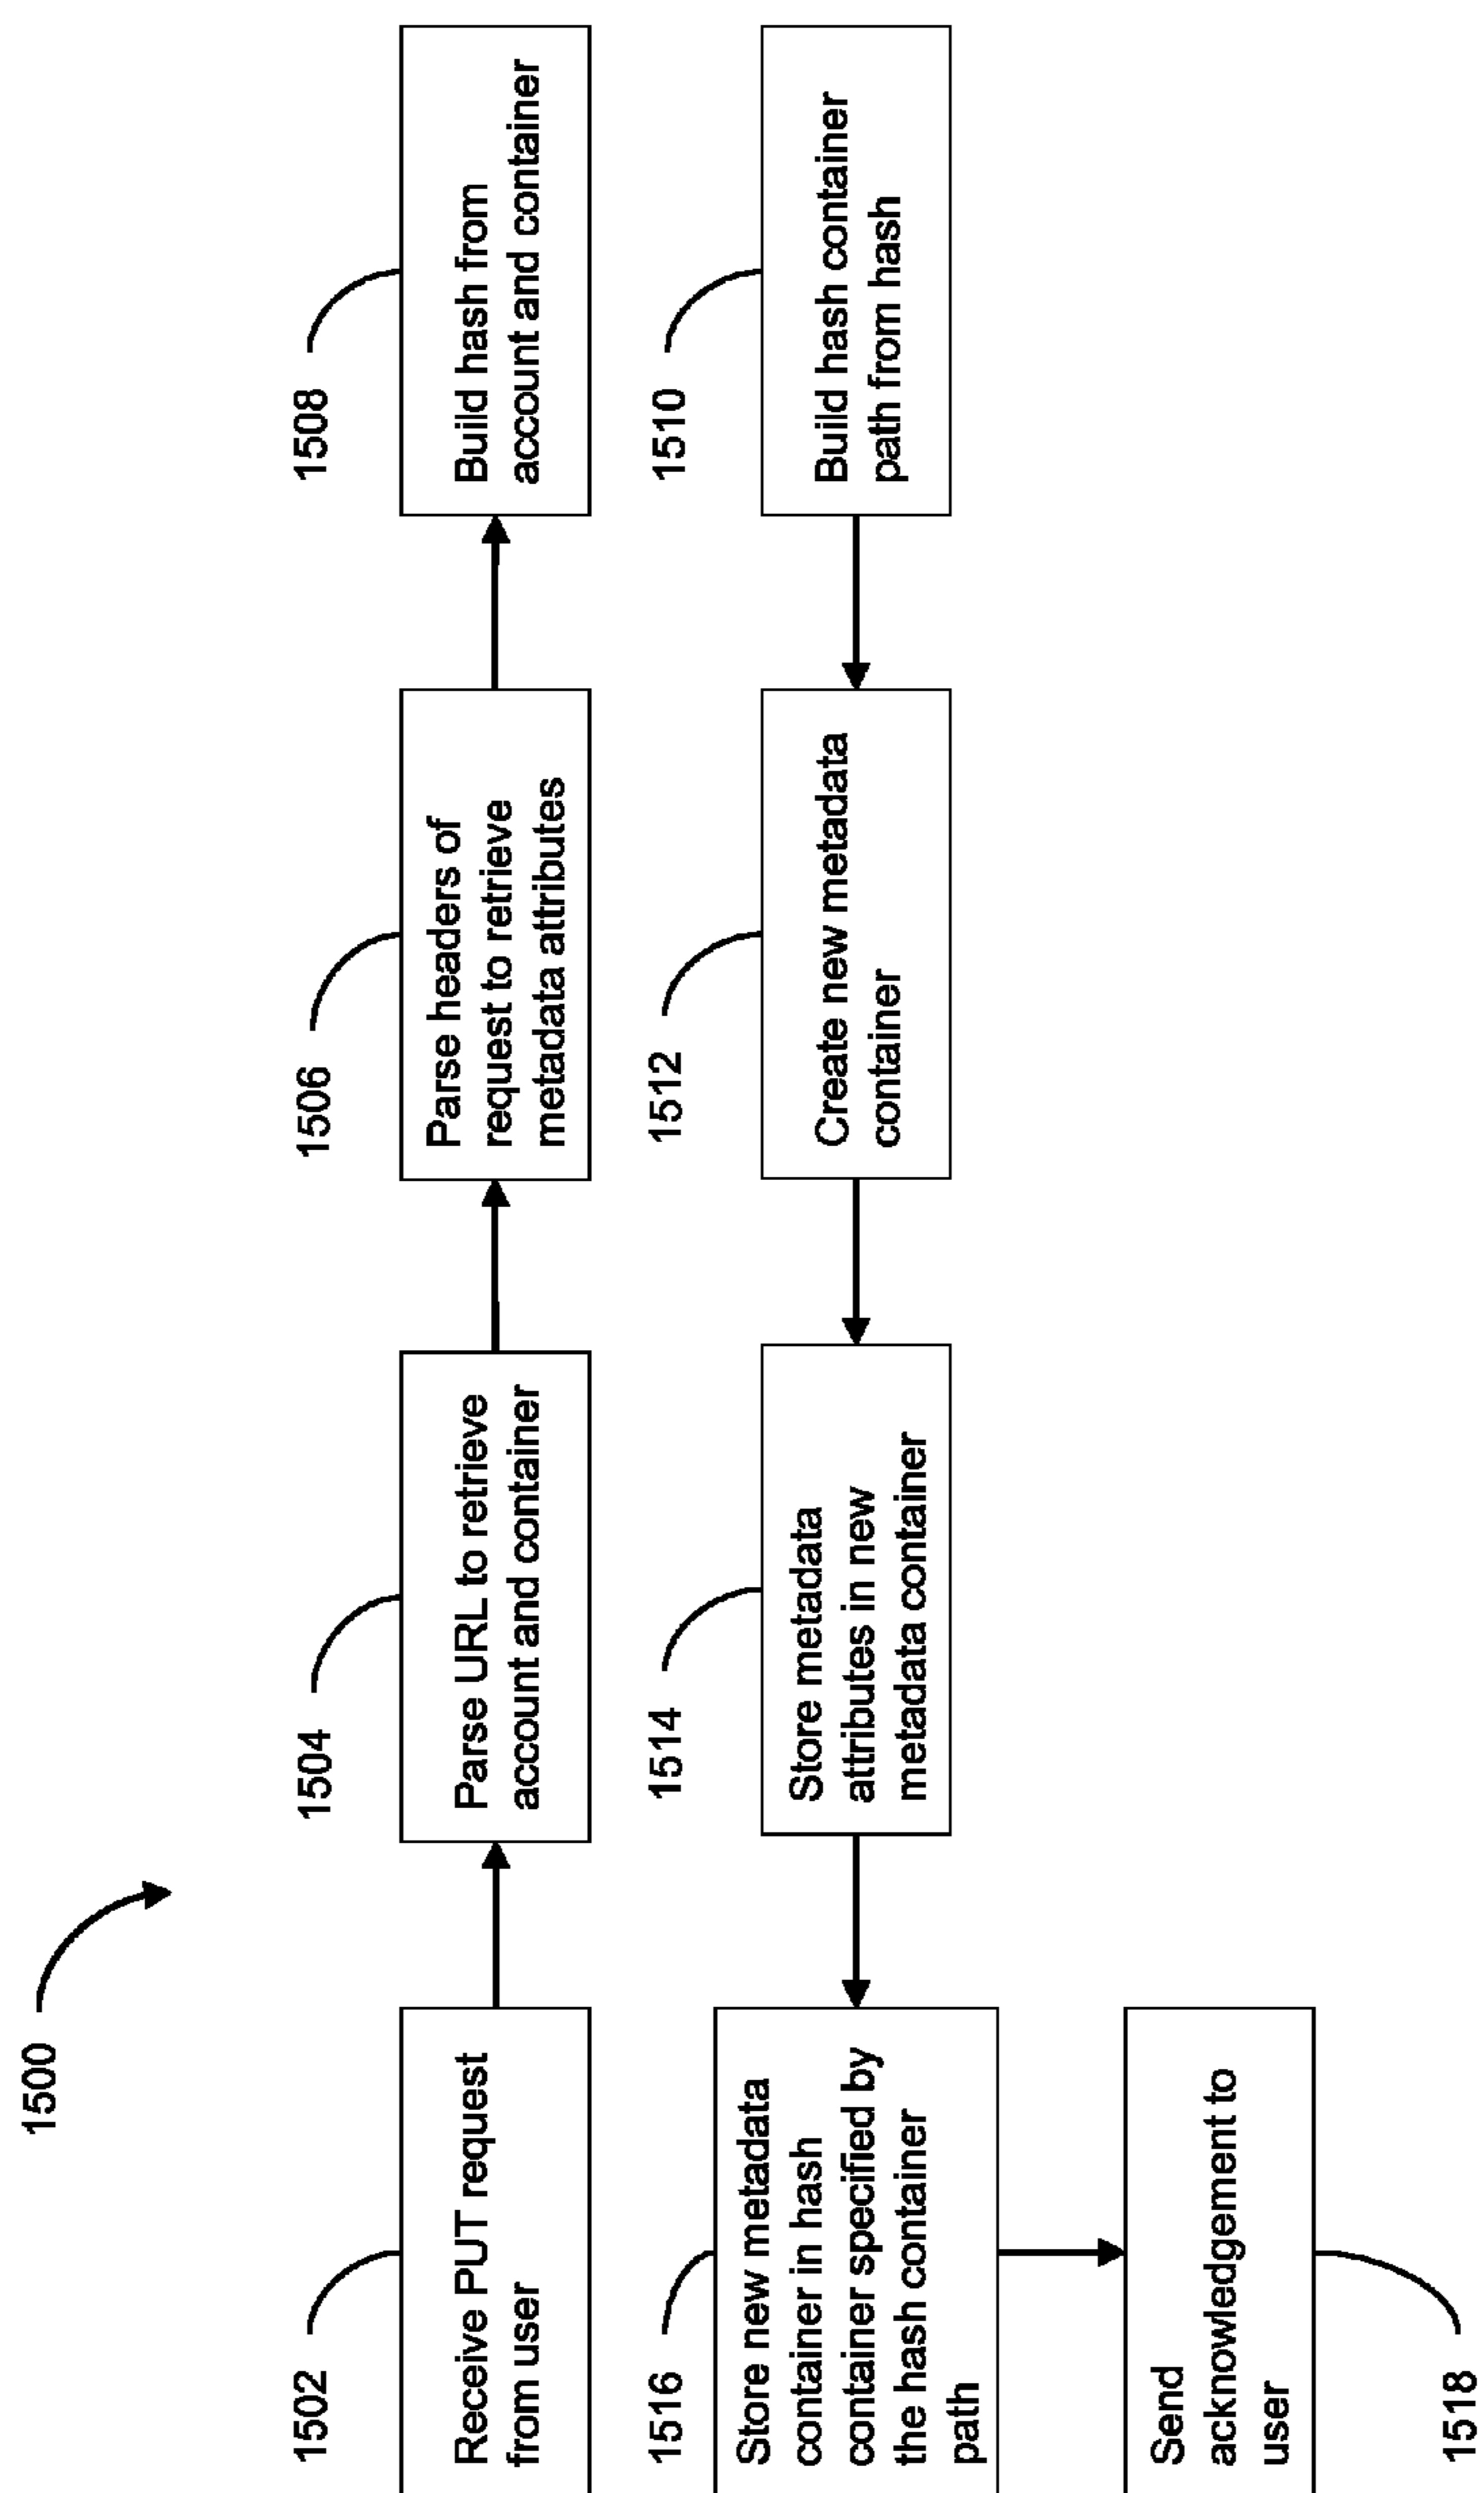 1500
1502
Receive PUT request
from user
1504
Parse URL to retrieve
account and container
1506
Parse headers of
request to retrieve
metadata attributes
1508
Build hash from
account and container
1510
Build hash container
path from hash
1512
Create new metadata
container
1514
Store metadata
attributes in new
metadata container
1516
Store new metadata
container in hash
container specified by
the hash container
path
Send
acknowledgement to
user
1518